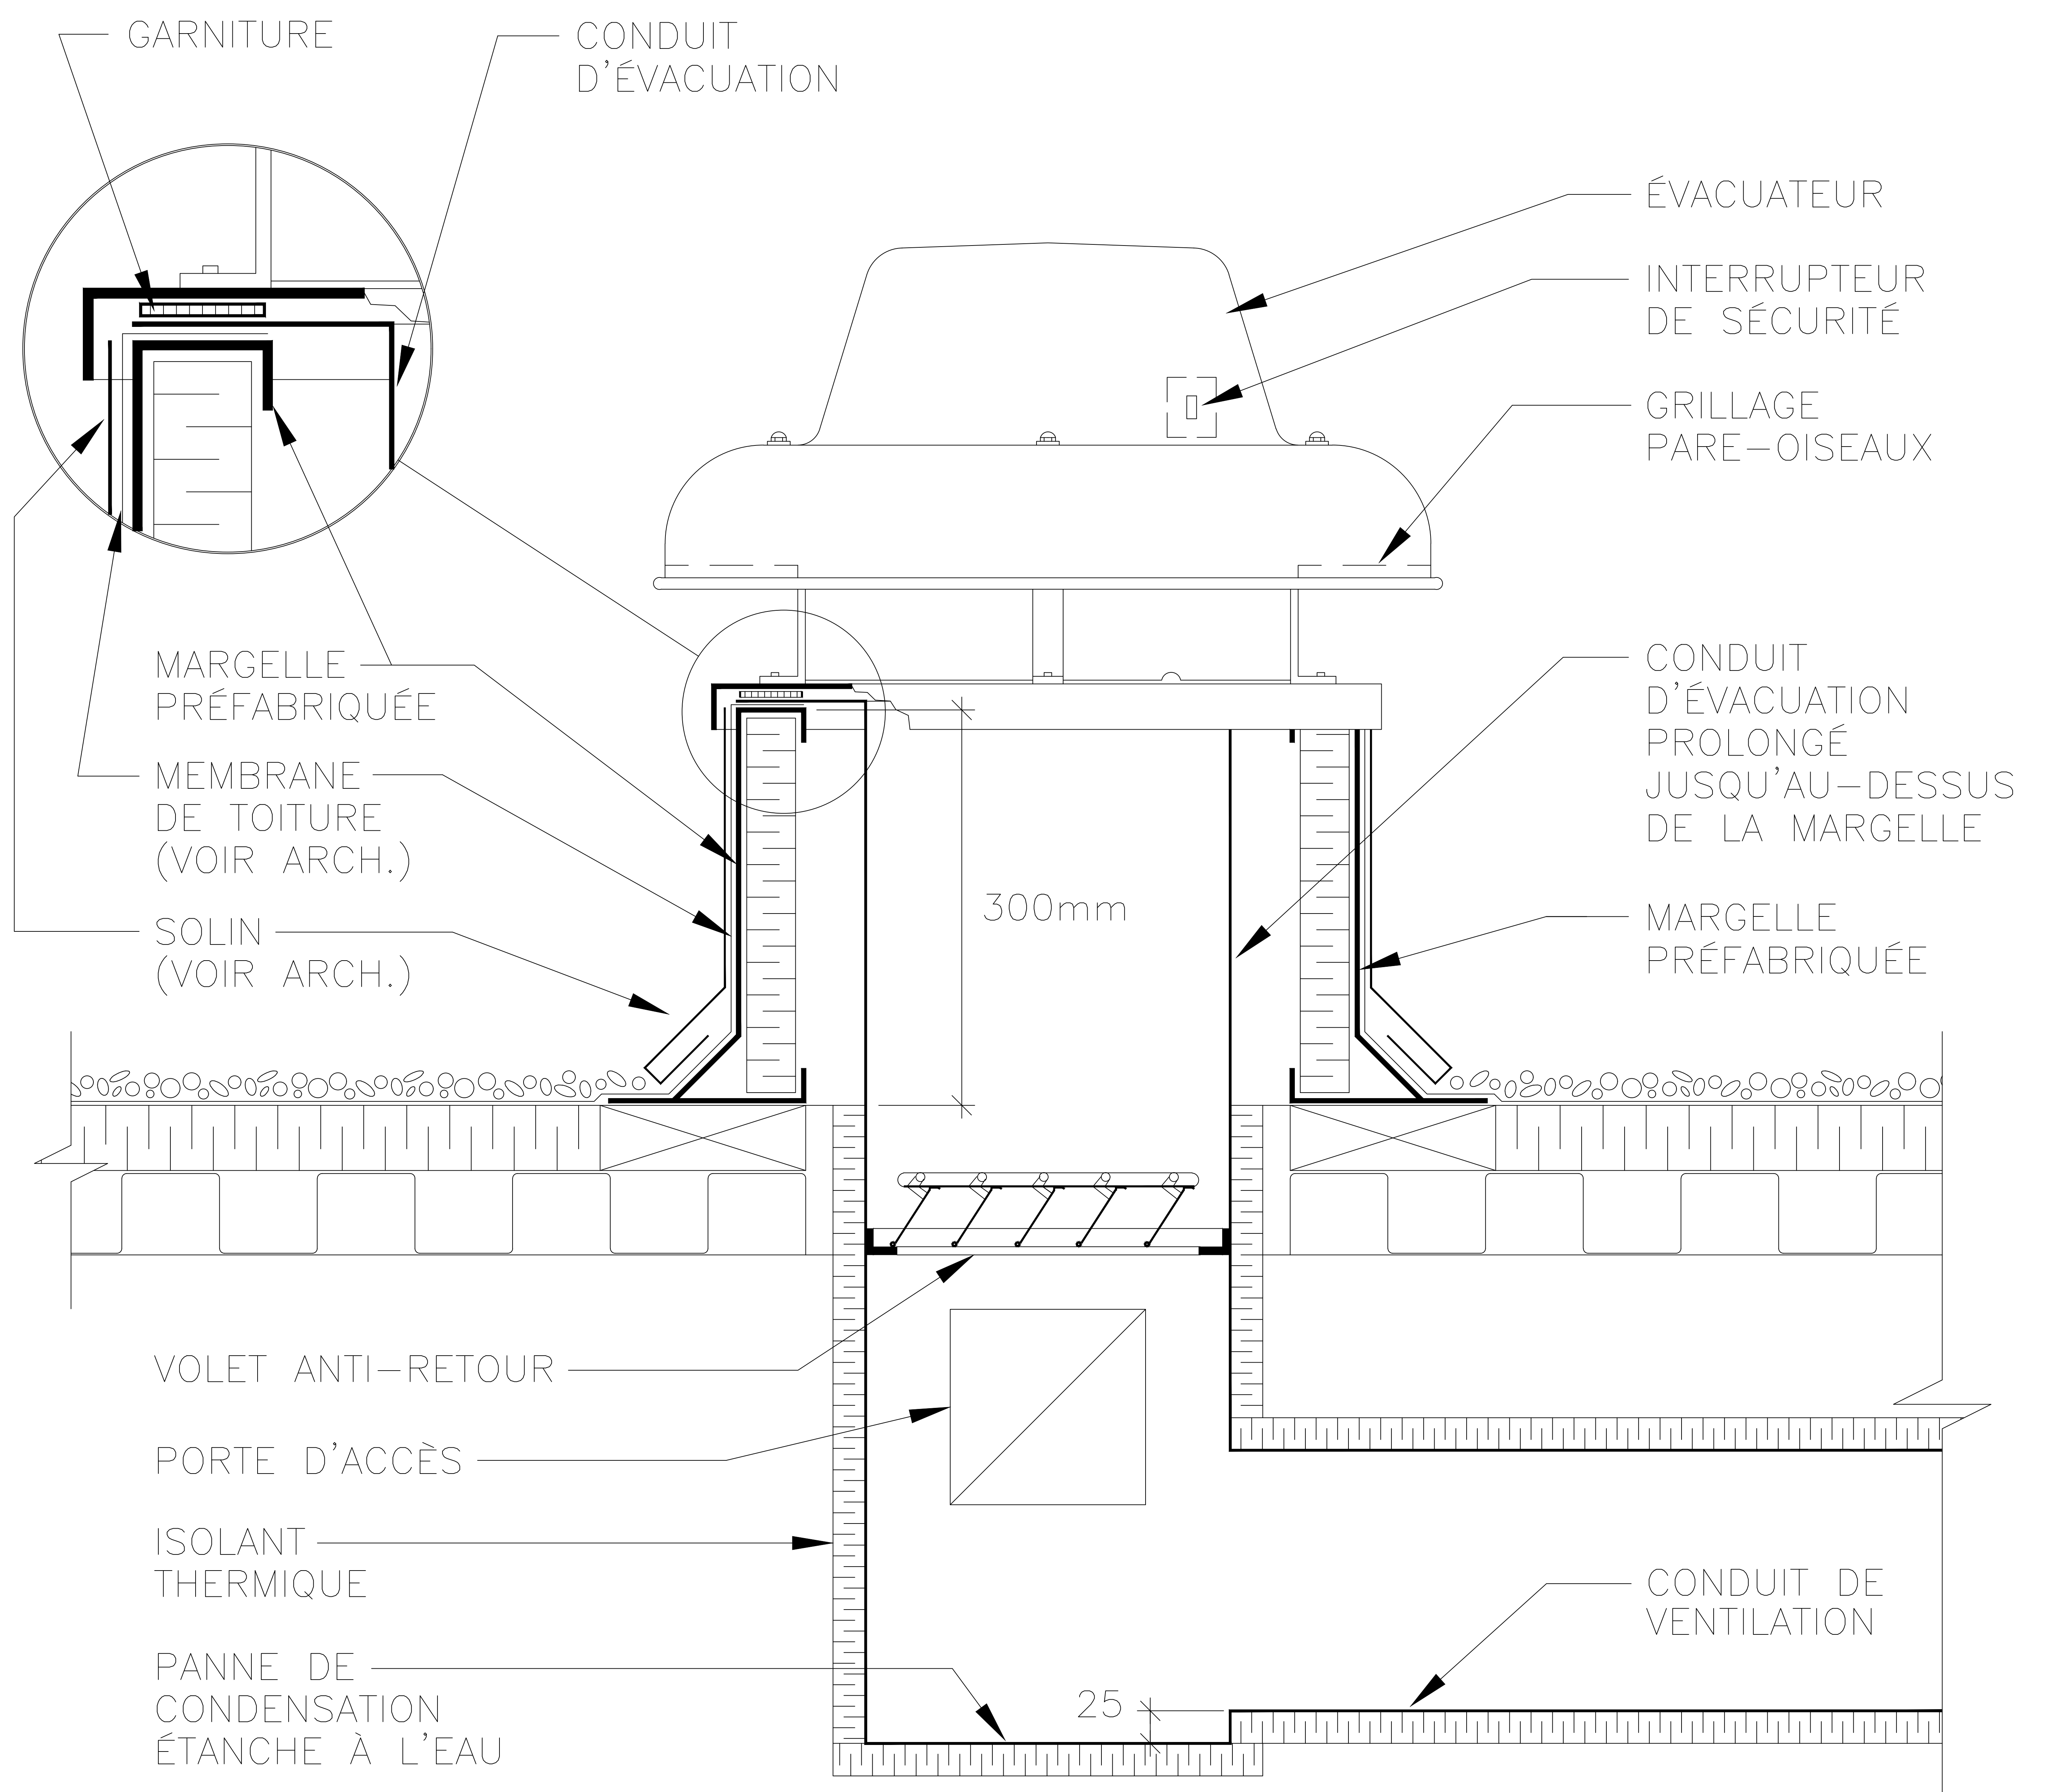 GARNITURE
CONDUIT
D'ÉVACUATION
ÉVACUATEUR
INTERRUPTEUR
DE SÉCURITÉ
GRILLAGE
PARE-OISEAUX
MARGELLE
PRÉFABRIQUÉE
MEMBRANE
DE TOITURE
(VOIR ARCH.)
SOLIN
(VOIR ARCH.)
300mm
CONDUIT
D'ÉVACUATION
PROLONGÉ
JUSQU'AU-DESSUS
DE LA MARGELLE
MARGELLE
PRÉFABRIQUÉE
VOLET ANTI-RETOUR
PORTE D'ACCÈS
ISOLANT
THERMIQUE
PANNE DE
CONDENSATION
ÉTANCHE À L'EAU
25
CONDUIT DE
VENTILATION